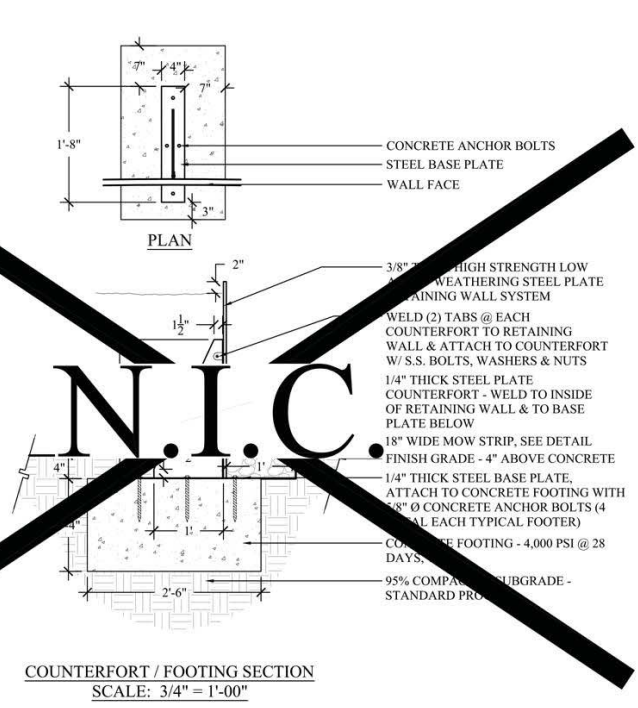 7"
4"
7"
1'-8"
3"
CONCRETE ANCHOR BOLTS
STEEL BASE PLATE
WALL FACE
PLAN
2"
1 1/2"
3/8" HIGH STRENGTH LOW
WEATHERING STEEL PLATE
WALL SYSTEM
WELD (2) TABS @ EACH
COUNTERFORT TO RETAINING
WALL & ATTACH TO COUNTERFORT
W/ S.S. BOLTS, WASHERS & NUTS
1/4" THICK STEEL PLATE
COUNTERFORT - WELD TO INSIDE
OF RETAINING WALL & TO BASE
PLATE BELOW
18" WIDE MOW STRIP, SEE DETAIL
FINISH GRADE - 4" ABOVE CONCRETE
1/4" THICK STEEL BASE PLATE,
ATTACH TO CONCRETE FOOTING WITH
5/8" Ø CONCRETE ANCHOR BOLTS (4
EACH TYPICAL FOOTER)
FOOTING - 4,000 PSI @ 28
DAYS,
95% SUBGRADE -
STANDARD
N.I.C.
4"
1'
1'
2'-6"
COUNTERFORT / FOOTING SECTION
SCALE: 3/4" = 1'-00"